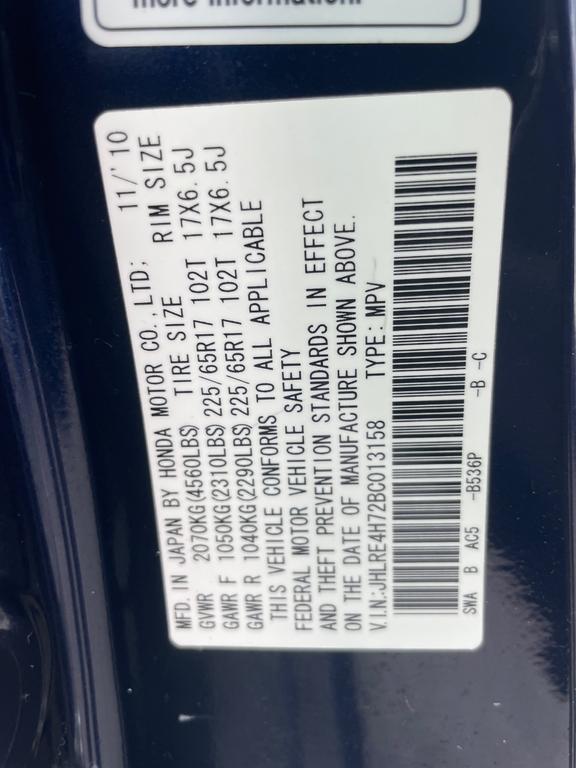 more information.
MFD. IN JAPAN BY HONDA MOTOR CO., LTD; 11/'10
GVWR 2070KG(4560LBS) TIRE SIZE RIM SIZE
GAWR F 1050KG(2310LBS) 225/65R17 102T 17X6.5J
GAWR R 1040KG(2290LBS) 225/65R17 102T 17X6.5J
THIS VEHICLE CONFORMS TO ALL APPLICABLE
FEDERAL MOTOR VEHICLE SAFETY
AND THEFT PREVENTION STANDARDS IN EFFECT
ON THE DATE OF MANUFACTURE SHOWN ABOVE.
V.I.N.:JHLRE4H72BC013158 TYPE:MPV
SWA B AC5 -B536P -B -C